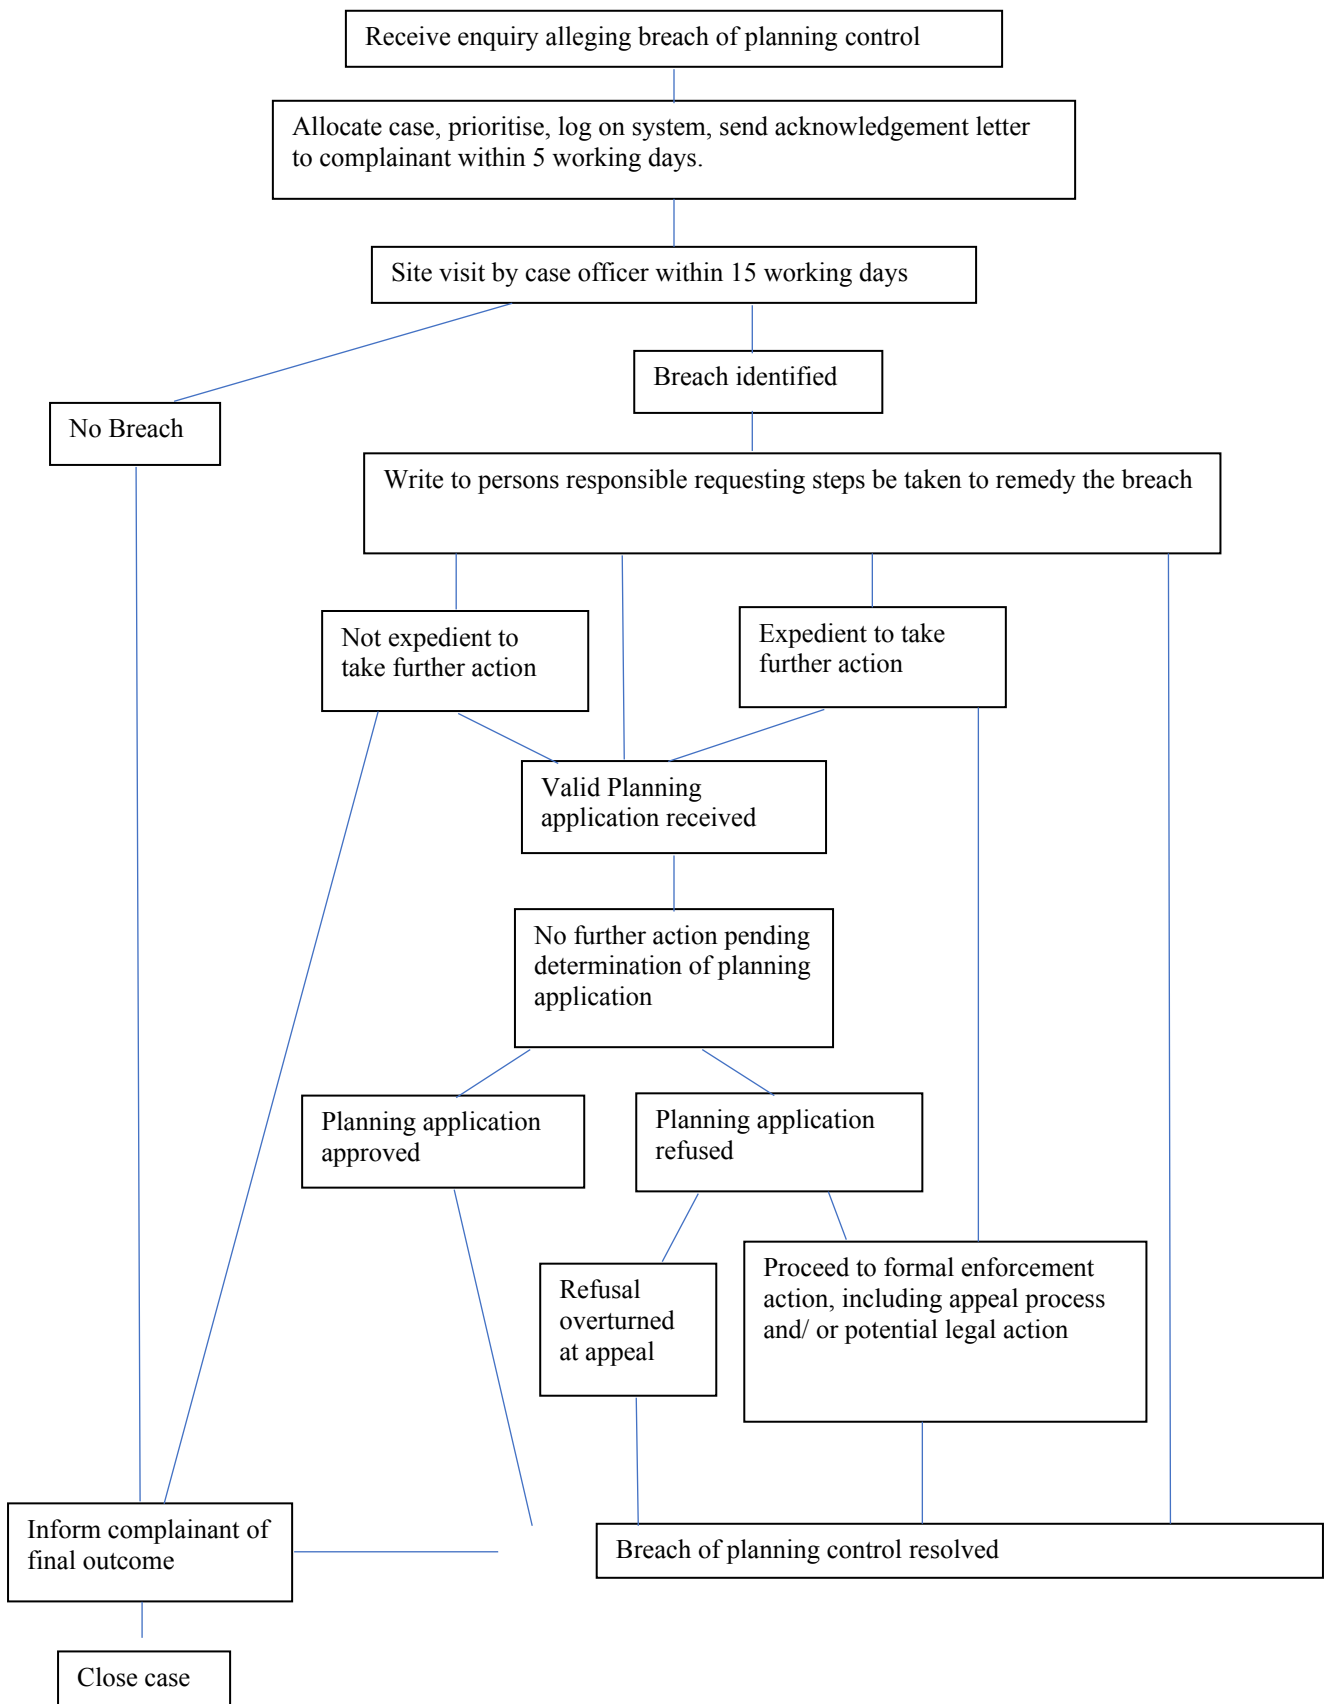 Receive enquiry alleging breach of planning control
Allocate case, prioritise, log on system, send acknowledgement letter
to complainant within 5 working days.
Site visit by case officer within 15 working days
Breach identified
No Breach
Write to persons responsible requesting steps be taken to remedy the breach
Not expedient to
take further action
Expedient to take
further action
Valid Planning
application received
No further action pending
determination of planning
application
Planning application
approved
Planning application
refused
Refusal
overturned
at appeal
Proceed to formal enforcement
action, including appeal process
and/ or potential legal action
Inform complainant of
final outcome
Breach of planning control resolved
Close case